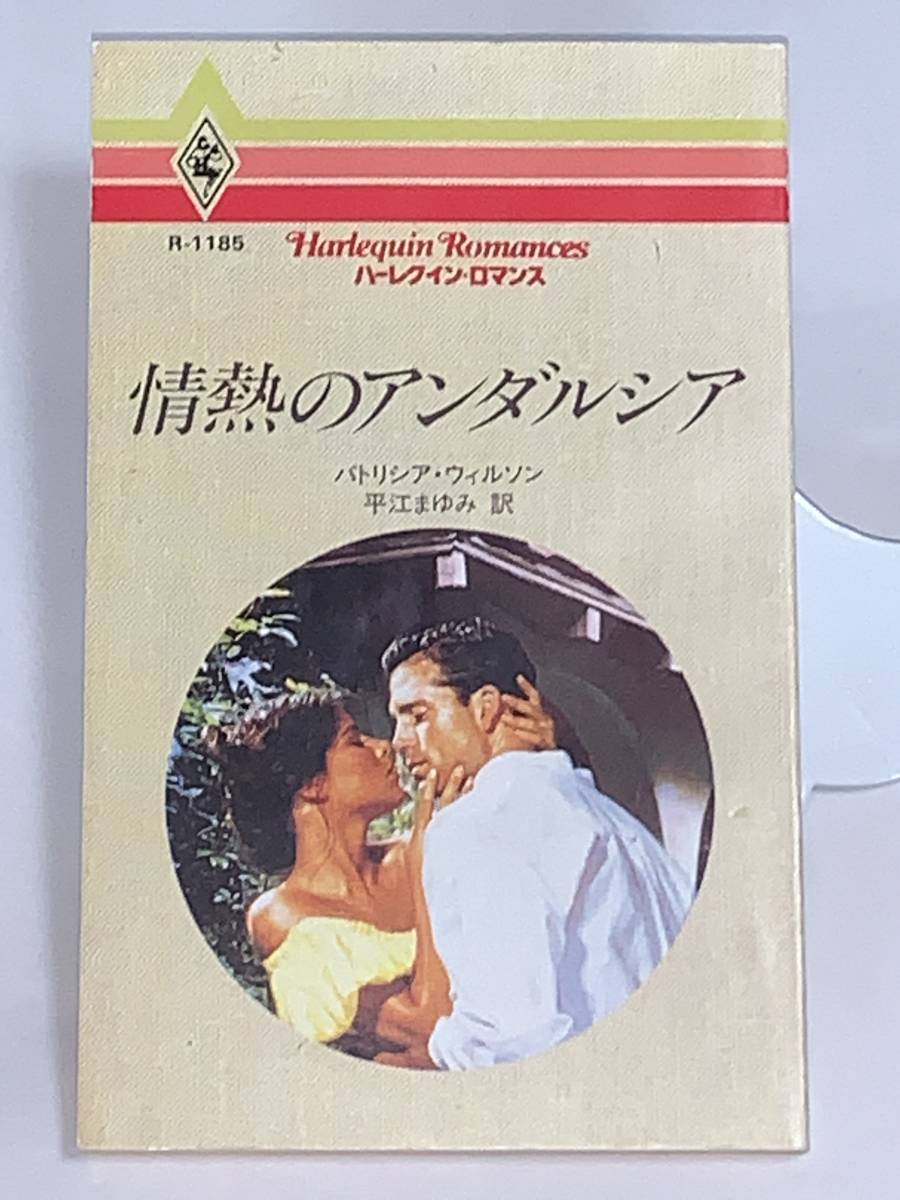 R-1185
Harlequin Romances
ハーレクイン・ロマンス
情熱のアンダルシア
パトリシア・ウィルソン
平江まゆみ 訳